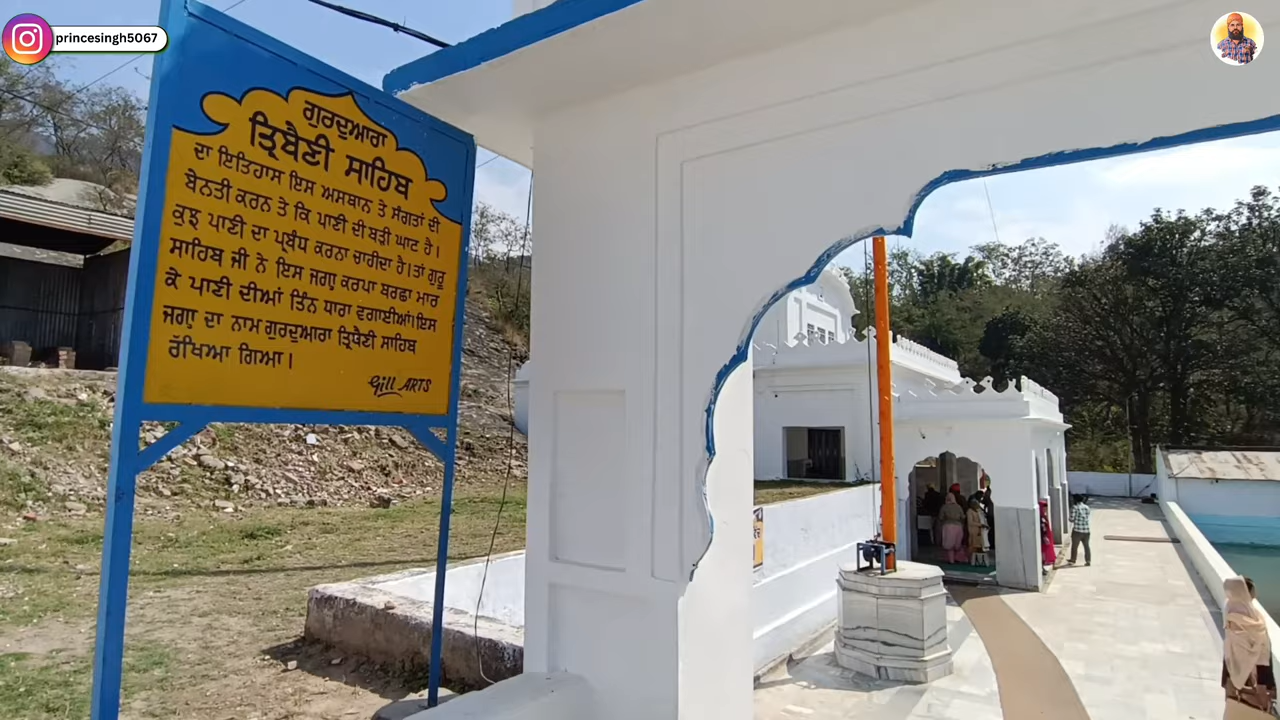 princesingh5067
ਗੁਰਦੁਆਰਾ
ਤ੍ਰਿਬੈਣੀ ਸਾਹਿਬ
ਦਾ ਇਤਿਹਾਸ ਇਸ ਅਸਥਾਨ ਤੇ ਸੰਗਤਾਂ ਦੀ
ਬੇਨਤੀ ਕਰਨ ਤੇ ਕਿ ਪਾਣੀ ਦੀ ਬੜੀ ਘਾਟ ਹੈ।
ਕੁਝ ਪਾਣੀ ਦਾ ਪ੍ਰਬੰਧ ਕਰਨਾ ਚਾਹੀਦਾ ਹੈ।ਤਾਂ ਗੁਰੂ
ਸਾਹਿਬ ਜੀ ਨੇ ਇਸ ਜਗ੍ਹਾ ਕਰਪਾ ਬਰਛਾ ਮਾਰ
ਕੇ ਪਾਣੀ ਦੀਆਂ ਤਿੰਨ ਧਾਰਾ ਵਗਾਈਆਂ।ਇਸ
ਜਗ੍ਹਾ ਦਾ ਨਾਮ ਗੁਰਦੁਆਰਾ ਤ੍ਰਿਬੈਣੀ ਸਾਹਿਬ
ਰੱਖਿਆ ਗਿਆ।
Gill ARTS